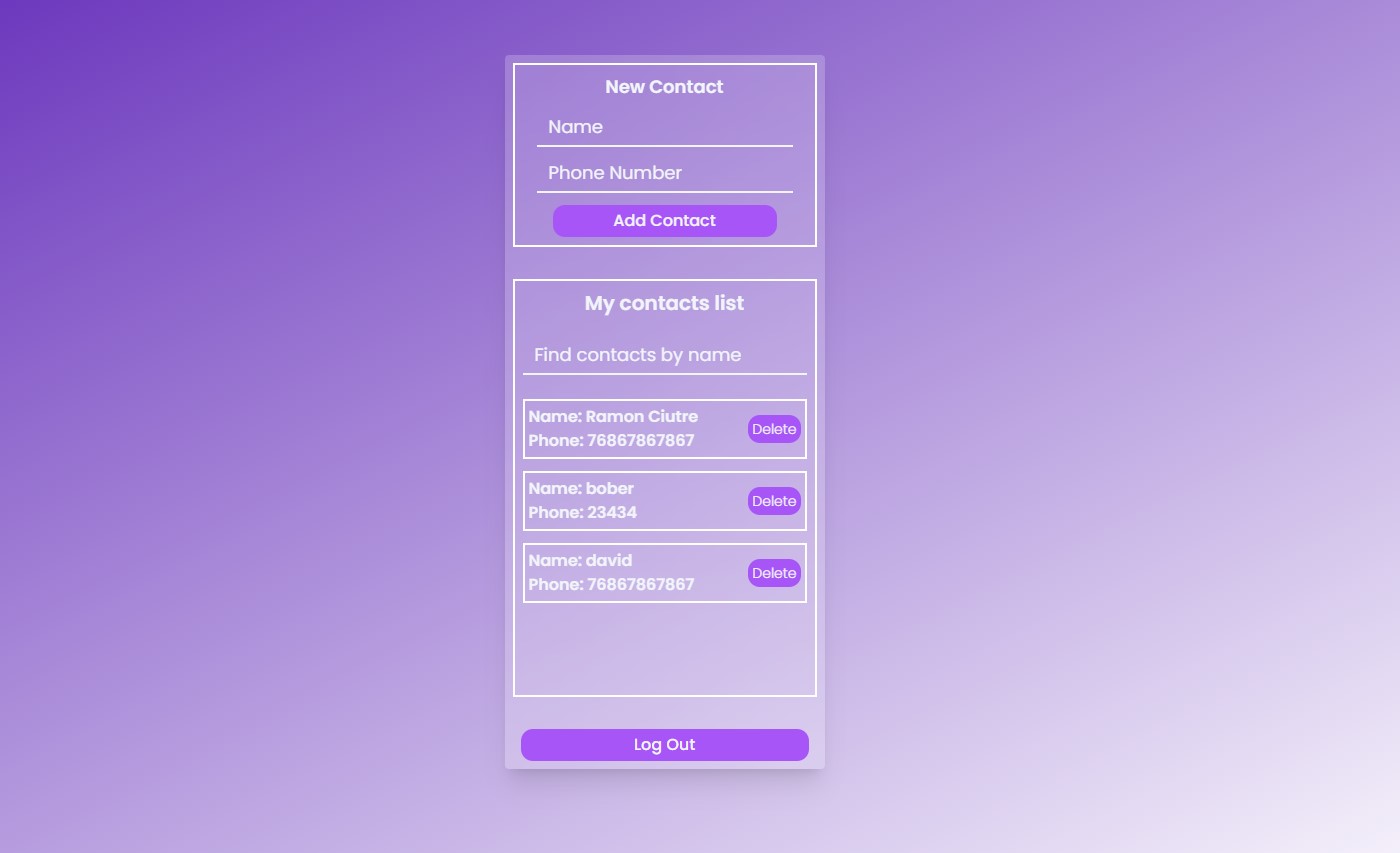 New Contact
Name
Phone Number
Add Contact
My contacts list
Find contacts by name
Name: Ramon Ciutre
Phone: 76867867867
Delete
Name: bober
Phone: 23434
Delete
Name: david
Phone: 76867867867
Delete
Log Out